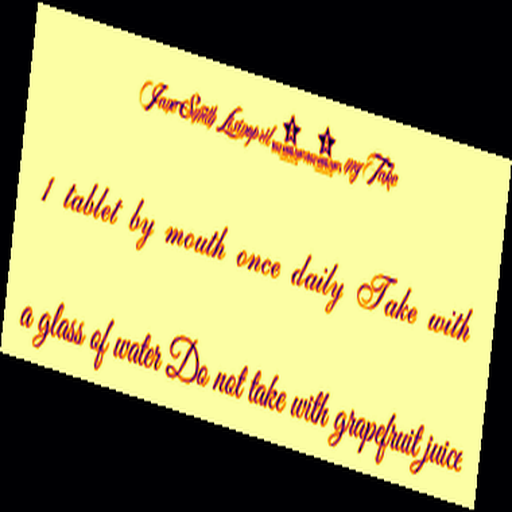 Jane Smith Lisinopril mg Take
1 tablet by mouth once daily Take with
a glass of water Do not take with grapefruit juice